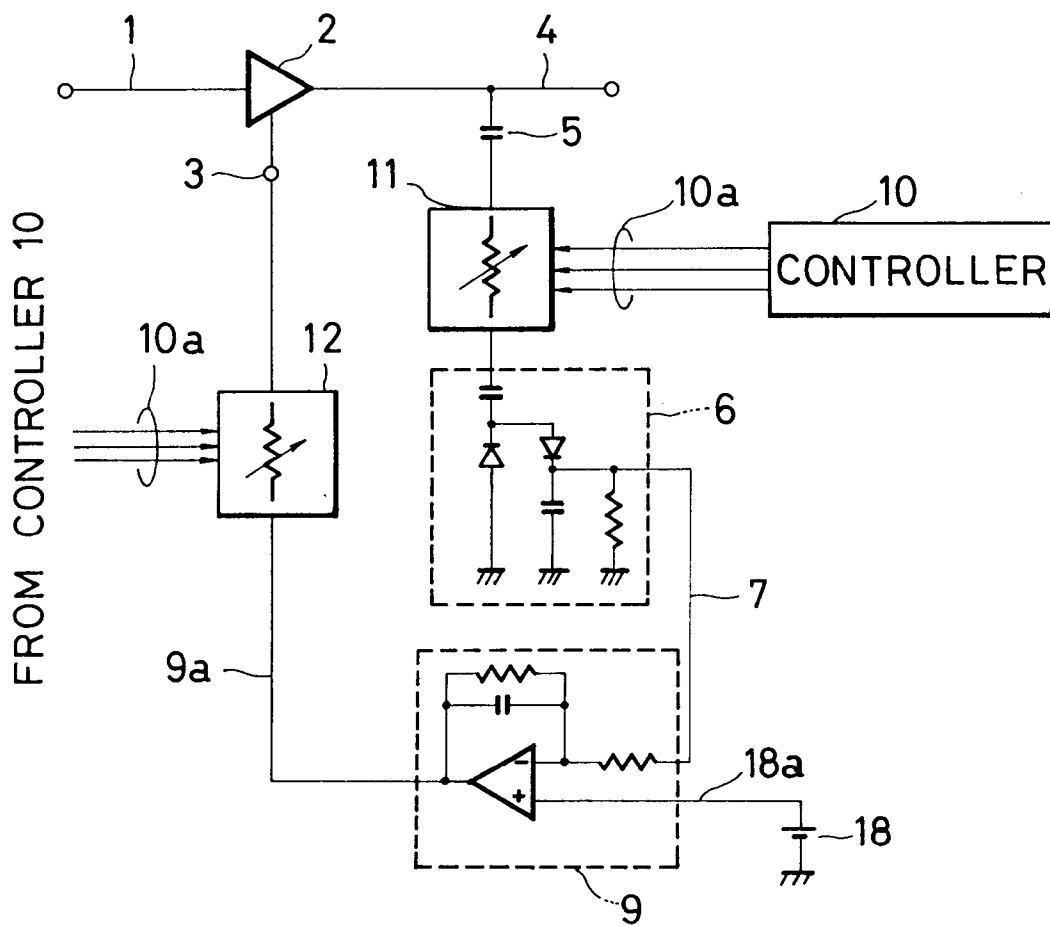 1
2
4
5
3
11
10a
10
CONTROLLER
FROM CONTROLLER 10
10a
12
6
7
9a
−
+
18a
18
9